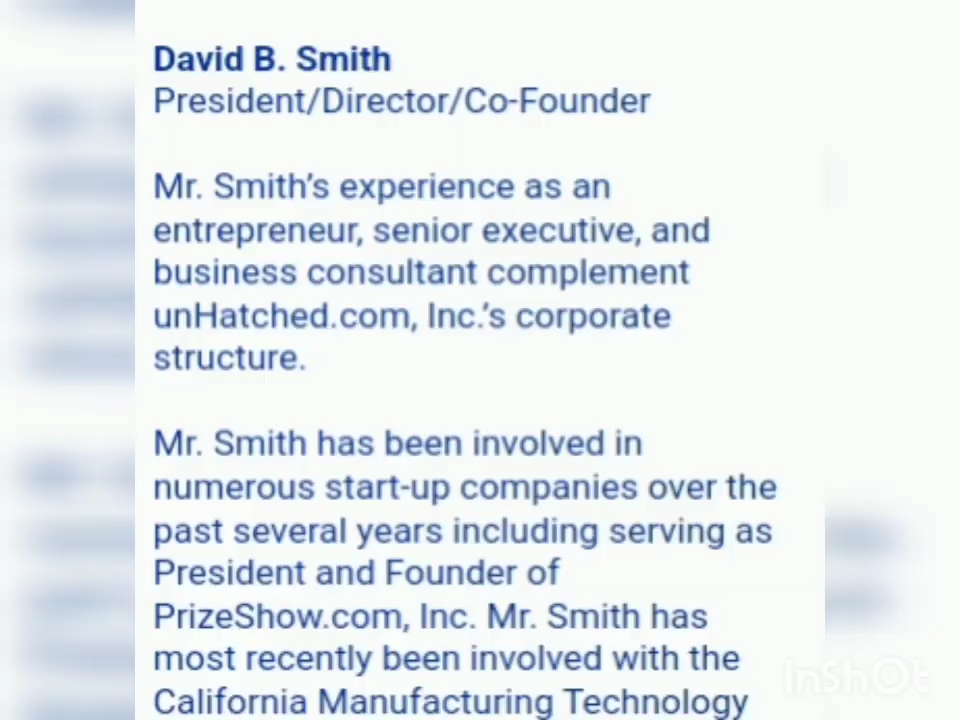 David B. Smith
President/Director/Co-Founder
Mr. Smith’s experience as an
entrepreneur, senior executive, and
business consultant complement
unHatched.com, Inc.’s corporate
structure.
Mr. Smith has been involved in
numerous start-up companies over the
past several years including serving as
President and Founder of
PrizeShow.com, Inc. Mr. Smith has
most recently been involved with the
California Manufacturing Technology
InShOt